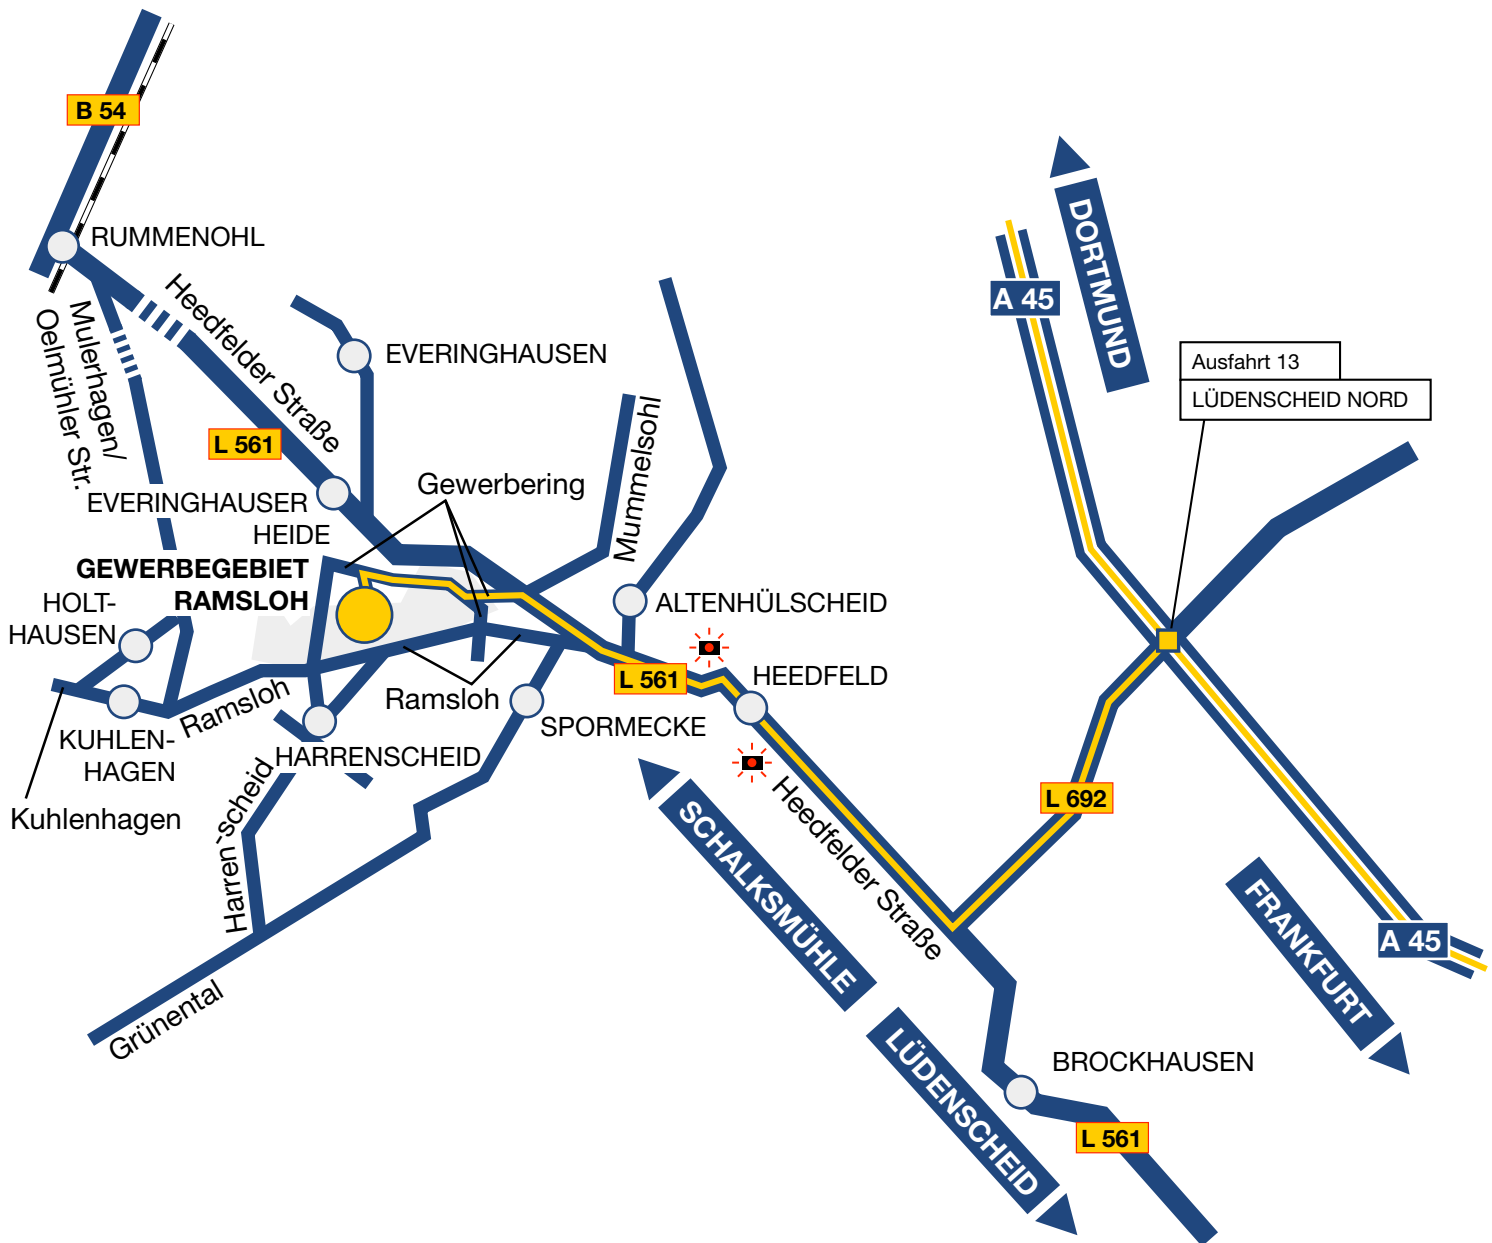 B 54
RUMMENOHL
DORTMUND
A 45
Mulerhagen/
Oelmühler Str.
Heedfelder Straße
EVERINGHAUSEN
Ausfahrt 13
LÜDENSCHEID NORD
L 561
Mummelsohl
EVERINGHAUSER
HEIDE
Gewerbering
GEWERBEGEBIET
RAMSLOH
HOLT-
HAUSEN
ALTENHÜLSCHEID
L 561
HEEDFELD
Ramsloh
Ramsloh
SPORMECKE
KUHLEN-
HAGEN
HARRENSCHEID
Kuhlenhagen
Harren-scheid
L 692
SCHALKSMÜHLE
Heedfelder Straße
FRANKFURT
A 45
Grünental
LÜDENSCHEID
BROCKHAUSEN
L 561